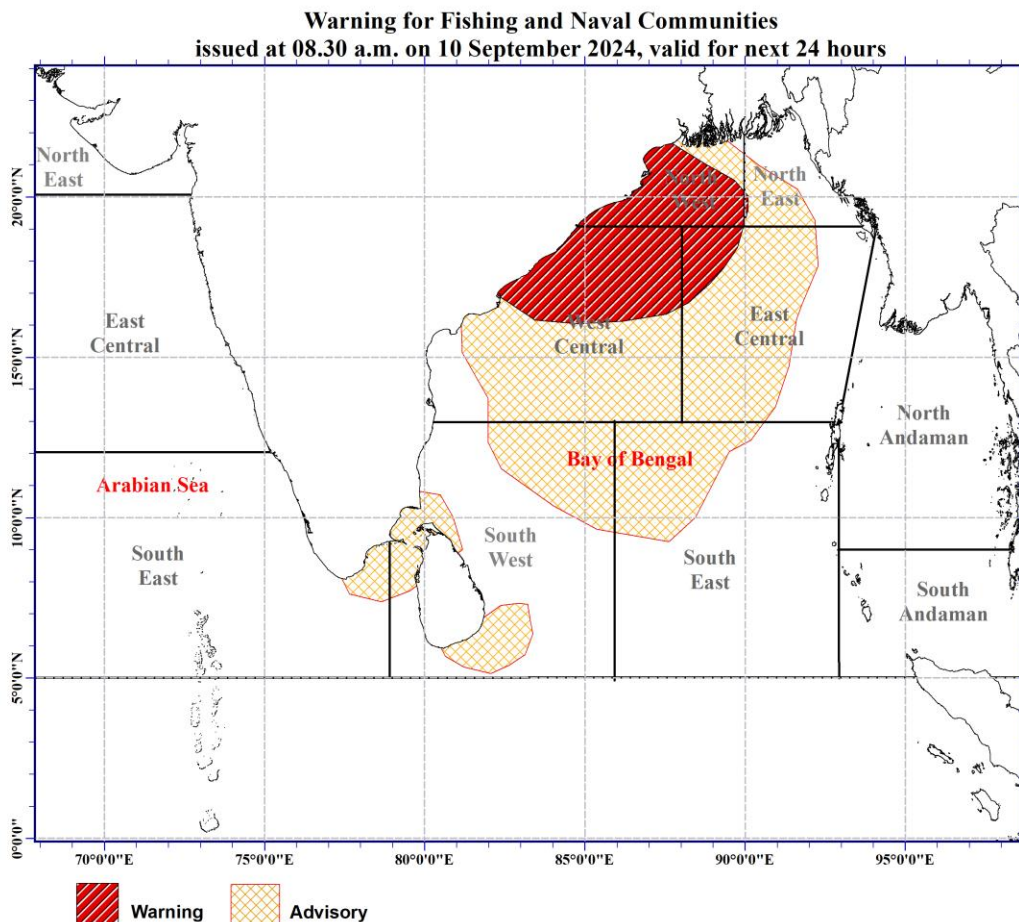 Warning for Fishing and Naval Communities
issued at 08.30 a.m. on 10 September 2024, valid for next 24 hours
North
East
North
West
North
East
20°0'0"N
East
Central
West
Central
East
Central
15°0'0"N
North
Andaman
Arabian Sea
Bay of Bengal
10°0'0"N
South
East
South
West
South
East
South
Andaman
5°0'0"N
0°0'0"
70°0'0"E
75°0'0"E
80°0'0"E
85°0'0"E
90°0'0"E
95°0'0"E
Warning
Advisory